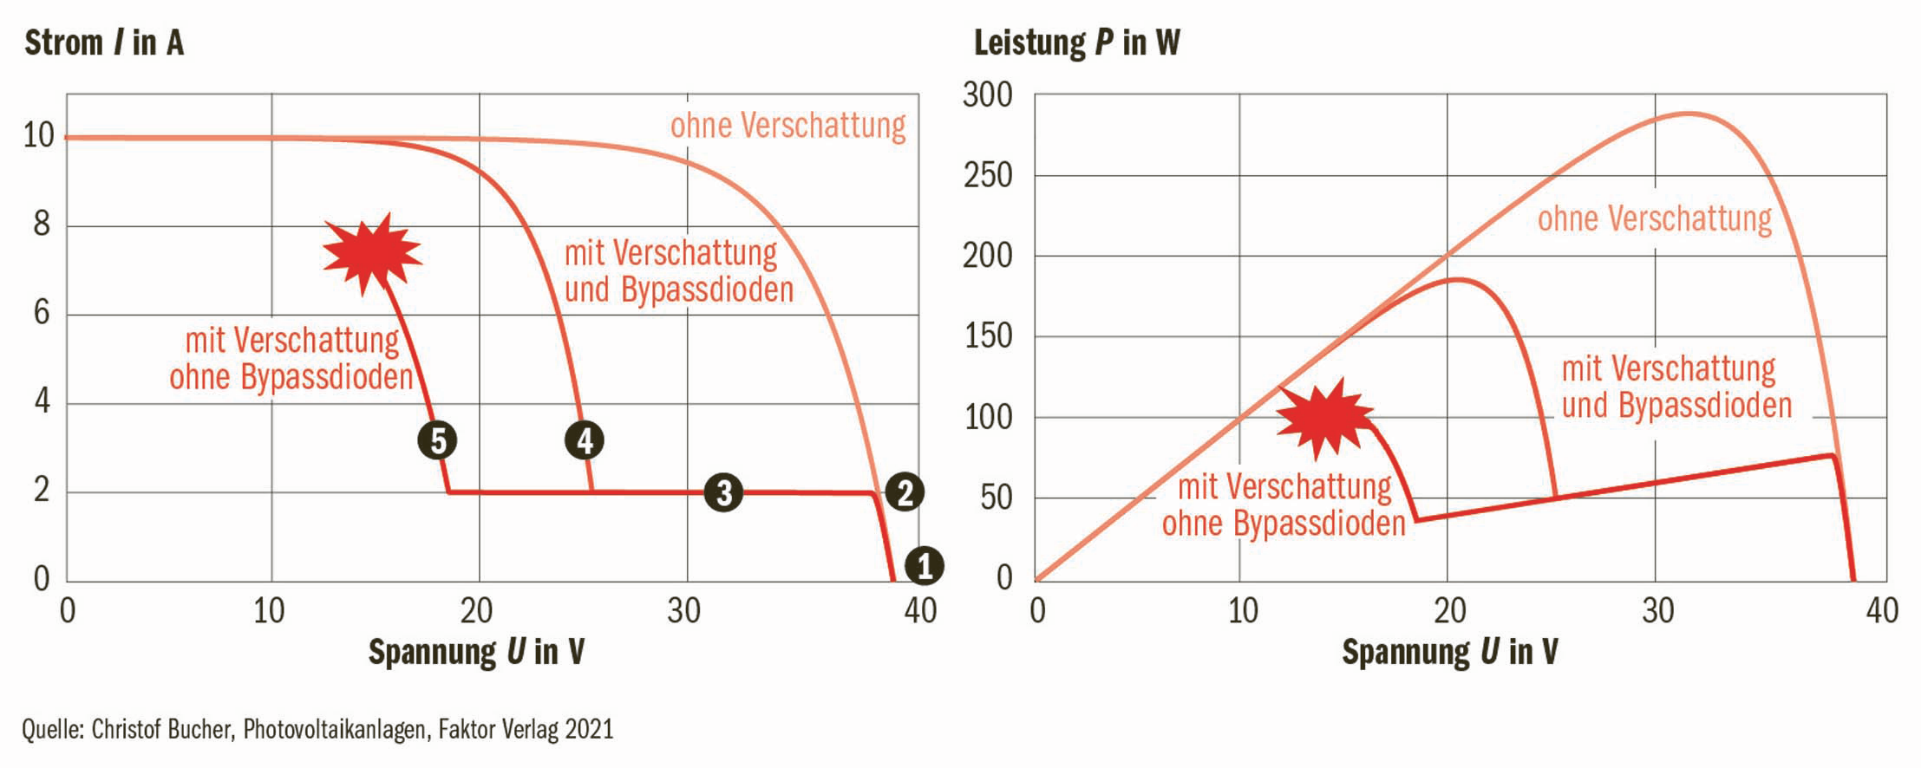 Strom I in A
10
8
6
4
2
0
0
10
20
30
40
ohne Verschattung
mit Verschattung
und Bypassdioden
mit Verschattung
ohne Bypassdioden
5
4
3
2
1
Spannung U in V
Leistung P in W
300
250
200
150
100
50
0
0
10
20
30
40
ohne Verschattung
mit Verschattung
und Bypassdioden
mit Verschattung
ohne Bypassdioden
Spannung U in V
Quelle: Christof Bucher, Photovoltaikanlagen, Faktor Verlag 2021